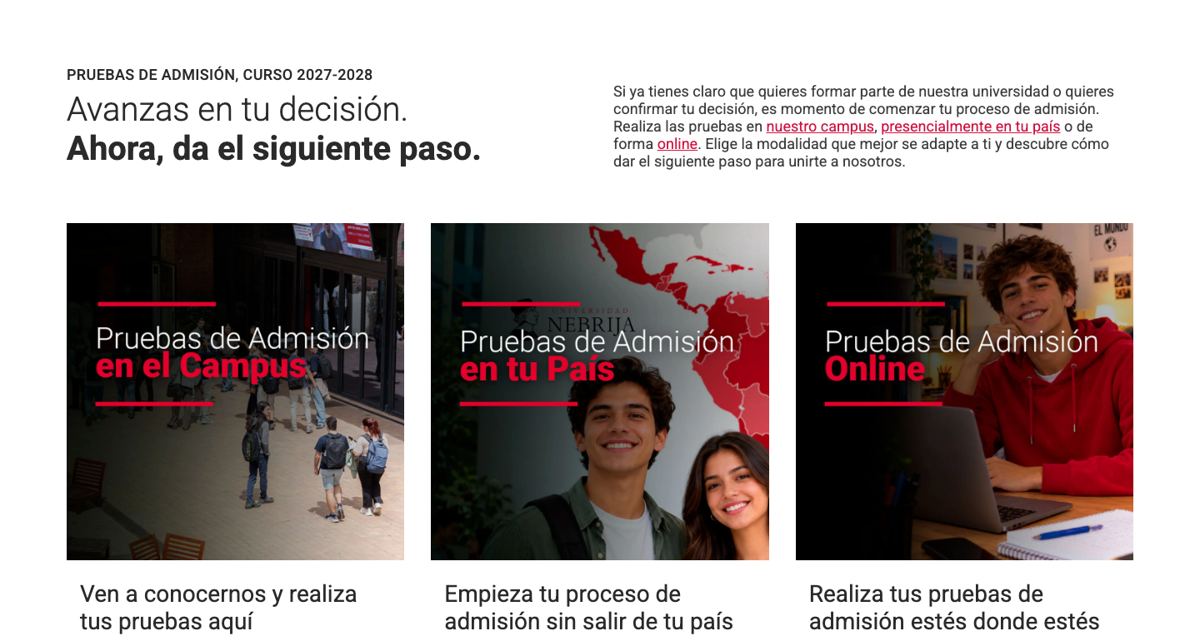 PRUEBAS DE ADMISIÓN, CURSO 2027-2028
Avanzas en tu decisión.
Ahora, da el siguiente paso.
Si ya tienes claro que quieres formar parte de nuestra universidad o quieres
confirmar tu decisión, es momento de comenzar tu proceso de admisión.
Realiza las pruebas en nuestro campus, presencialmente en tu país o de
forma online. Elige la modalidad que mejor se adapte a ti y descubre cómo
dar el siguiente paso para unirte a nosotros.
Pruebas de Admisión
en el Campus
UNIVERSIDAD
NEBRIJA
Pruebas de Admisión
en tu País
EL MUNDO
Pruebas de Admisión
Online
Ven a conocernos y realiza
tus pruebas aquí
Empieza tu proceso de
admisión sin salir de tu país
Realiza tus pruebas de
admisión estés donde estés